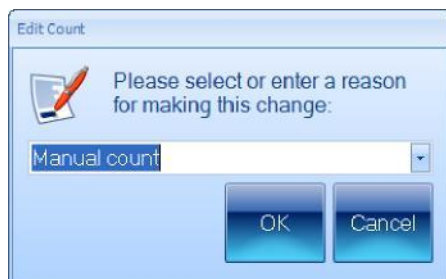 Edit Count
Please select or enter a reason
for making this change:
Manual count
OK
Cancel